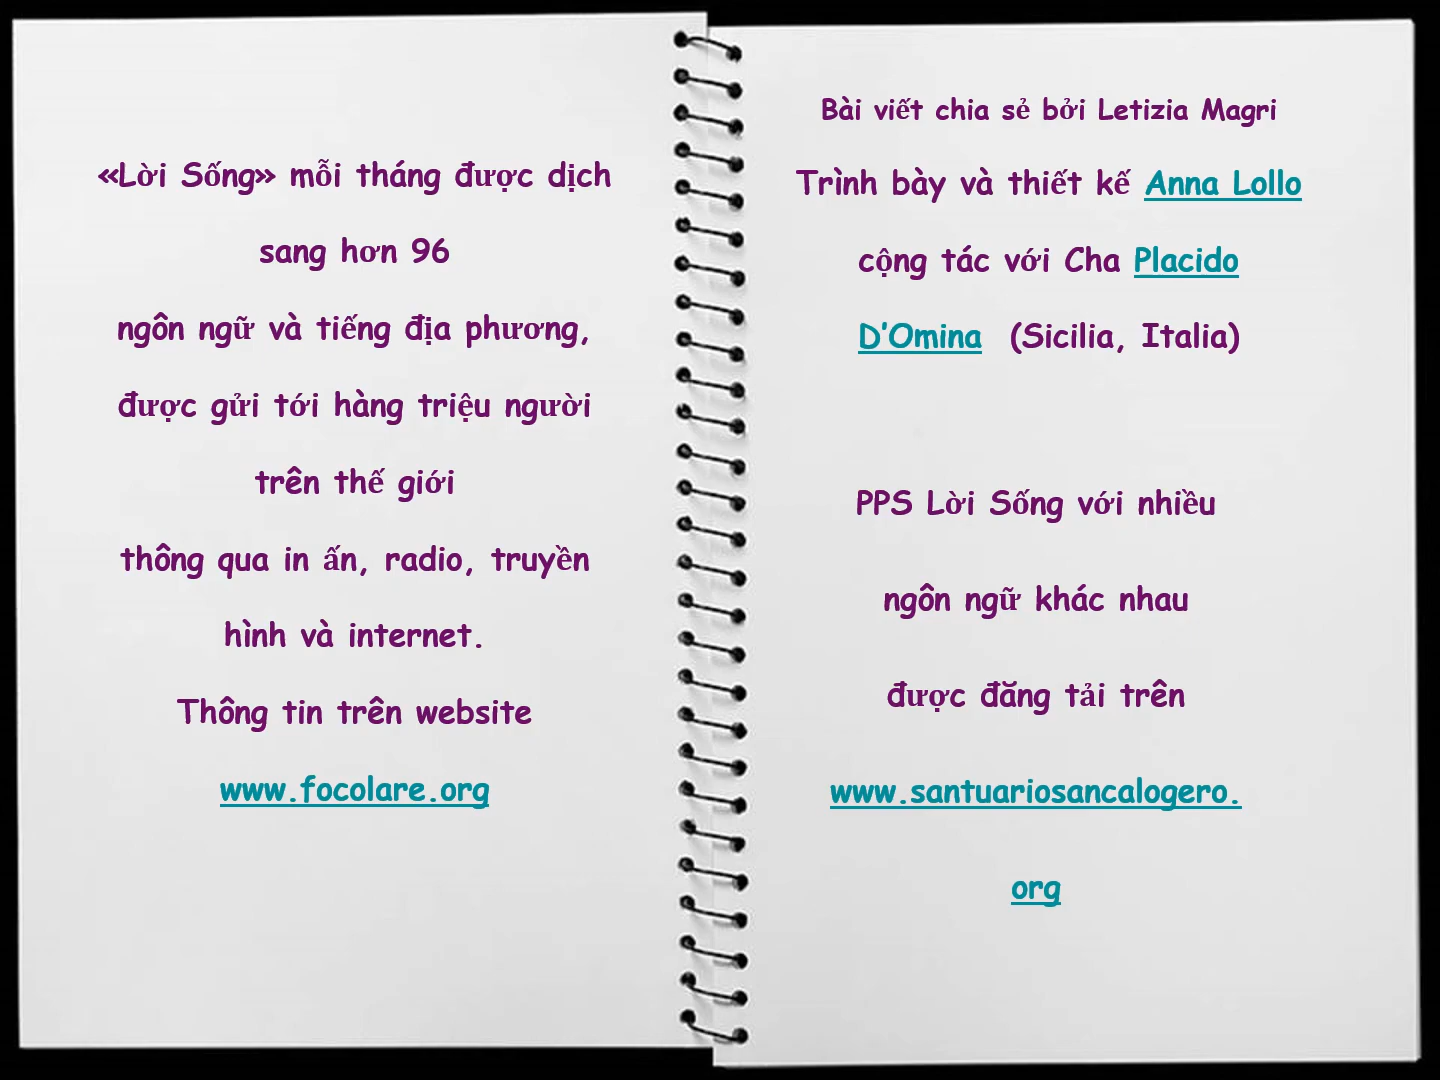 «Lời Sống» mỗi tháng được dịch
sang hơn 96
ngôn ngữ và tiếng địa phương,
được gửi tới hàng triệu người
trên thế giới
thông qua in ấn, radio, truyền
hình và internet.
Thông tin trên website
www.focolare.org
Bài viết chia sẻ bởi Letizia Magri
Trình bày và thiết kế Anna Lollo
cộng tác với Cha Placido
D’Omina (Sicilia, Italia)
PPS Lời Sống với nhiều
ngôn ngữ khác nhau
được đăng tải trên
www.santuariosancalogero.
org